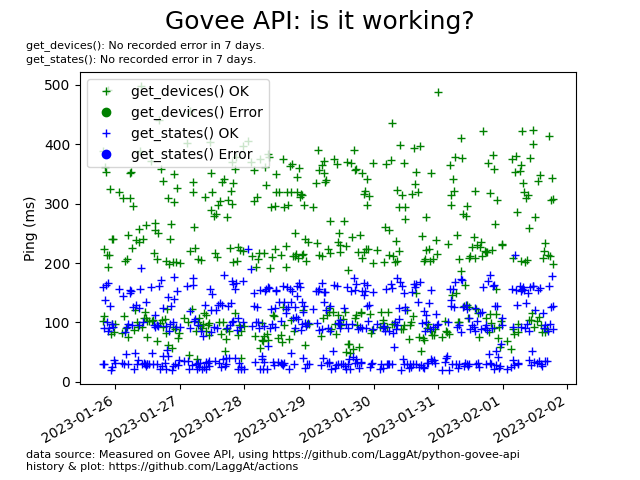 Govee API: is it working?
get_devices(): No recorded error in 7 days.
get_states(): No recorded error in 7 days.
500
400
300
200
100
0
Ping (ms)
get_devices() OK
get_devices() Error
get_states() OK
get_states() Error
2023-01-26
2023-01-27
2023-01-28
2023-01-29
2023-01-30
2023-01-31
2023-02-01
2023-02-02
data source: Measured on Govee API, using https://github.com/LaggAt/python-govee-api
history & plot: https://github.com/LaggAt/actions